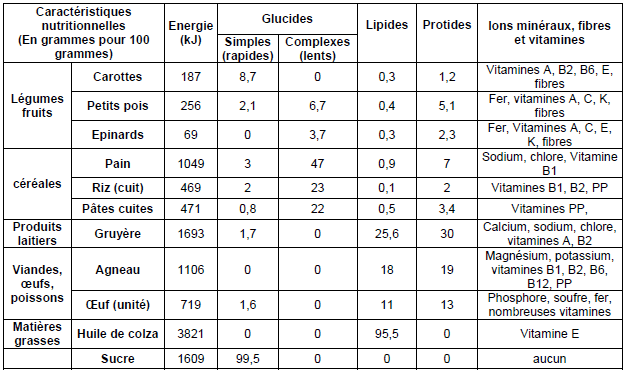 Caractéristiques nutritionnelles (En grammes pour 100 grammes) Energie (kJ) Glucides Lipides Protides Ions minéraux, fibres et vitamines
Simples (rapides) Complexes (lents)
Légumes fruits Carottes 187 8,7 0 0,3 1,2 Vitamines A, B2, B6, E, fibres
Petits pois 256 2,1 6,7 0,4 5,1 Fer, vitamines A, C, K, fibres
Epinards 69 0 3,7 0,3 2,3 Fer, Vitamines A, C, E, K, fibres
céréales Pain 1049 3 47 0,9 7 Sodium, chlore, Vitamine B1
Riz (cuit) 469 2 23 0,1 2 Vitamines B1, B2, PP
Pâtes cuites 471 0,8 22 0,5 3,4 Vitamines PP,
Produits laitiers Gruyère 1693 1,7 0 25,6 30 Calcium, sodium, chlore, vitamines A, B2
Viandes, œufs, poissons Agneau 1106 0 0 18 19 Magnésium, potassium, vitamines B1, B2, B6, B12, PP
Œuf (unité) 719 1,6 0 11 13 Phosphore, soufre, fer, nombreuses vitamines
Matières grasses Huile de colza 3821 0 0 95,5 0 Vitamine E
Sucre 1609 99,5 0 0 0 aucun